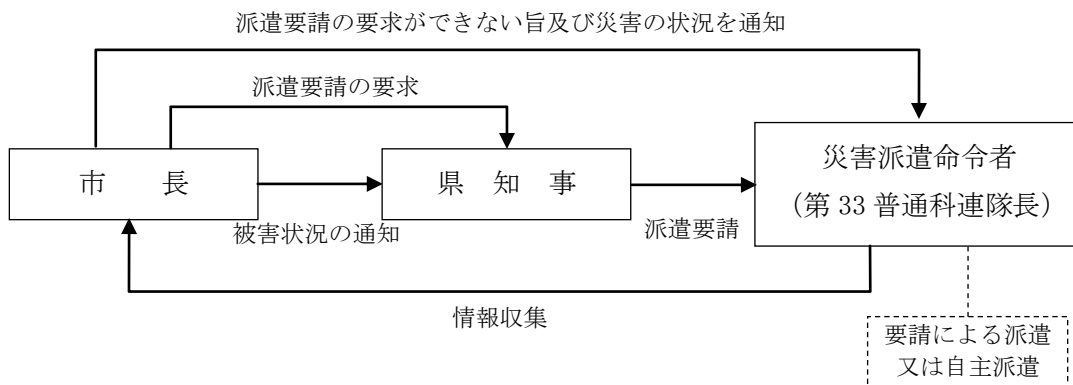 派遣要請の要求ができない旨及び災害の状況を通知
派遣要請の要求
市 長
県 知 事
災害派遣命令者
（第 33 普通科連隊長）
被害状況の通知
派遣要請
情報収集
要請による派遣
又は自主派遣